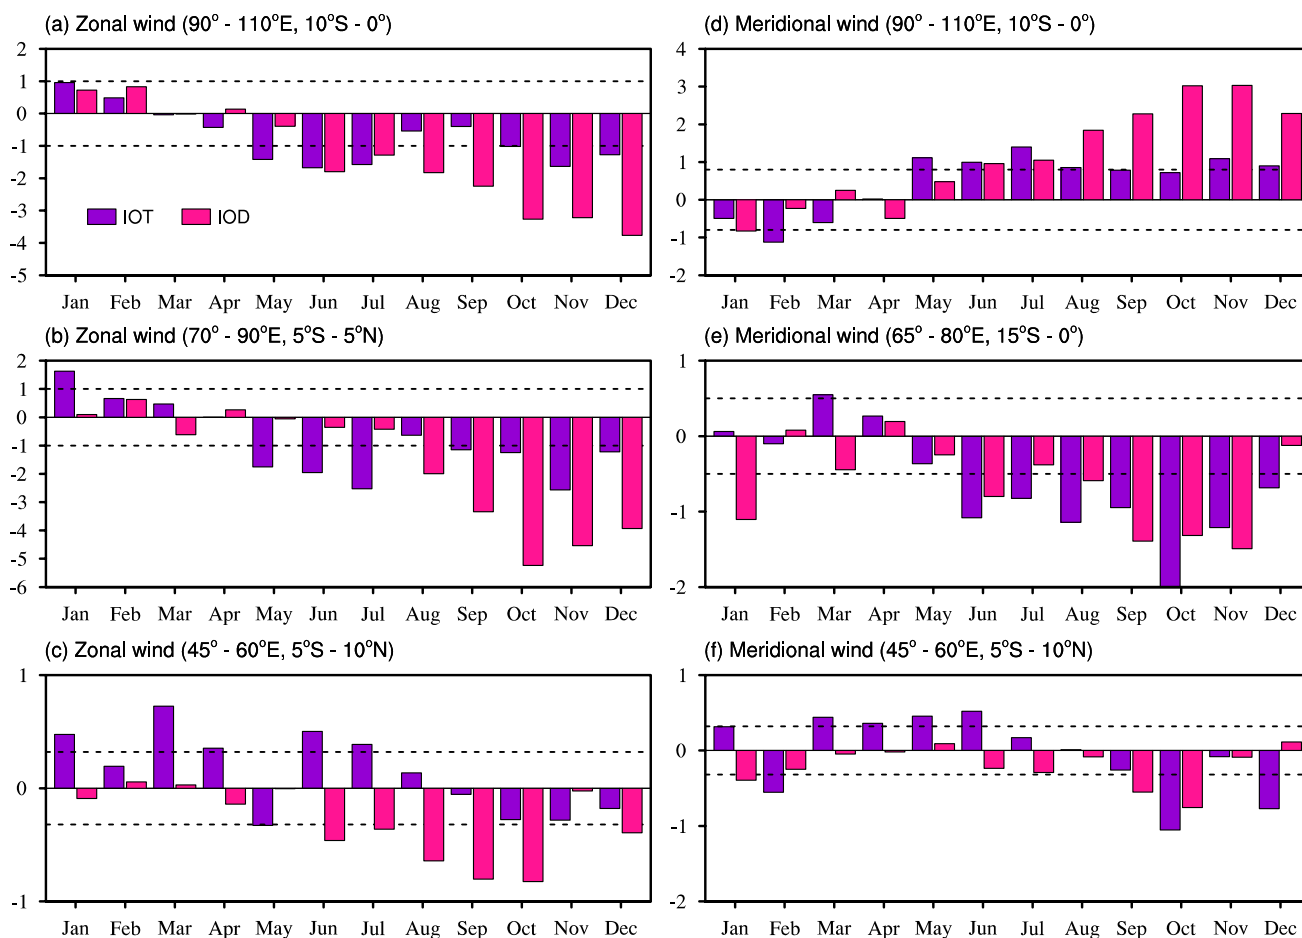 (a) Zonal wind (90° - 110°E, 10°S - 0°)
2
1
0
-1
-2
-3
-4
-5
IOT
IOD
Jan Feb Mar Apr May Jun Jul Aug Sep Oct Nov Dec
(d) Meridional wind (90° - 110°E, 10°S - 0°)
4
3
2
1
0
-1
-2
Jan Feb Mar Apr May Jun Jul Aug Sep Oct Nov Dec
(b) Zonal wind (70° - 90°E, 5°S - 5°N)
2
1
0
-1
-2
-3
-4
-5
-6
Jan Feb Mar Apr May Jun Jul Aug Sep Oct Nov Dec
(e) Meridional wind (65° - 80°E, 15°S - 0°)
1
0
-1
-2
Jan Feb Mar Apr May Jun Jul Aug Sep Oct Nov Dec
(c) Zonal wind (45° - 60°E, 5°S - 10°N)
1
0
-1
Jan Feb Mar Apr May Jun Jul Aug Sep Oct Nov Dec
(f) Meridional wind (45° - 60°E, 5°S - 10°N)
1
0
-1
-2
Jan Feb Mar Apr May Jun Jul Aug Sep Oct Nov Dec